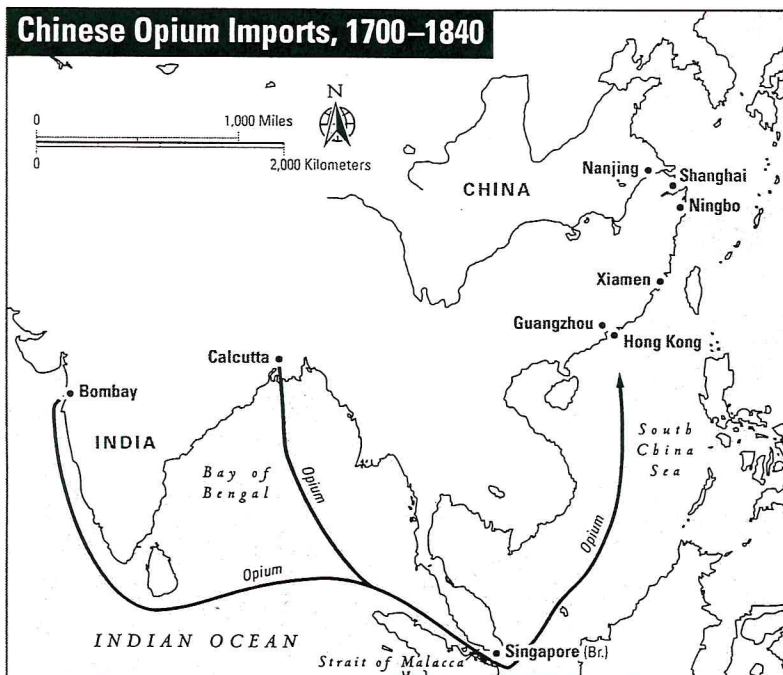 Chinese Opium Imports, 1700–1840
N
0 1,000 Miles
0 2,000 Kilometers
CHINA
Nanjing
Shanghai
Ningbo
Xiamen
Guangzhou
Hong Kong
Calcutta
Bombay
INDIA
Bay of
Bengal
Opium
South
China
Sea
Opium
Opium
INDIAN OCEAN
Singapore (Br.)
Strait of Malacca